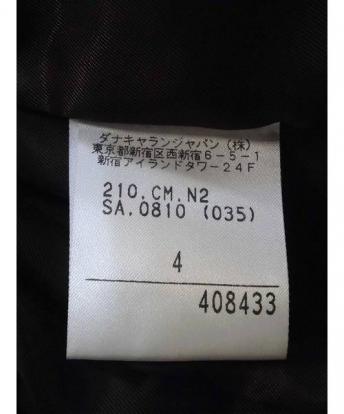 ダナキャランジャパン (株)
東京都新宿区西新宿6-5-1
新宿アイランドタワー24F
210.CM.N2
SA.0810 (035)
4
408433